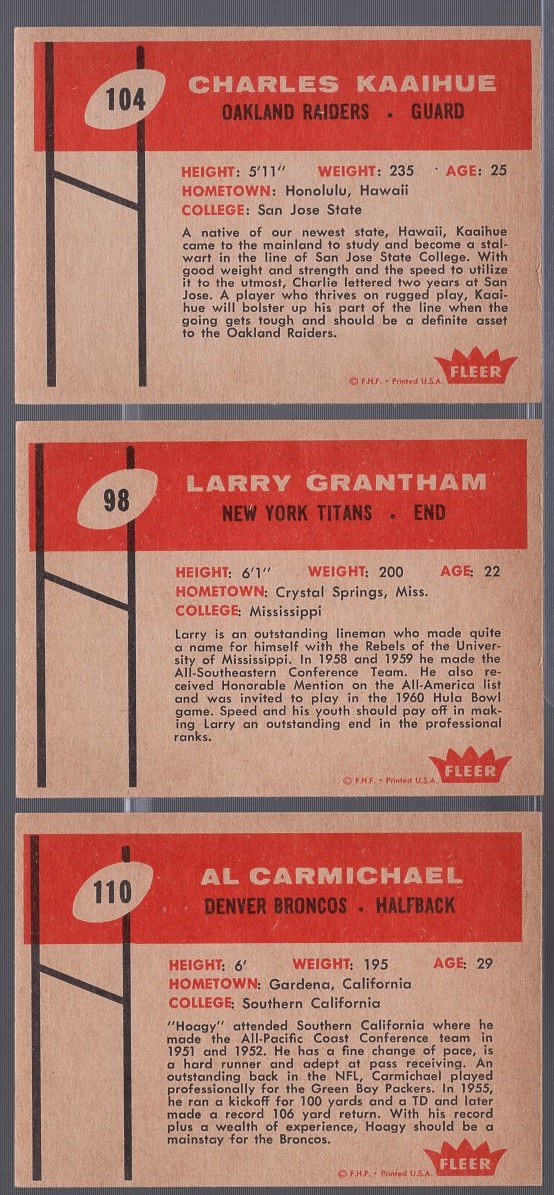 104
CHARLES KAAIHUE
OAKLAND RAIDERS . GUARD
HEIGHT: 5'11" WEIGHT: 235 AGE: 25
HOMETOWN: Honolulu, Hawaii
COLLEGE: San Jose State
A native of our newest state, Hawaii, Kaaihue
came to the mainland to study and become a stal-
wart in the line of San Jose State College. With
good weight and strength and the speed to utilize
it to the utmost, Charlie lettered two years at San
Jose. A player who thrives on rugged play, Kaai-
hue will bolster up his part of the line when the
going gets tough and should be a definite asset
to the Oakland Raiders.
© F.H.F. • Printed U.S.A.
FLEER
98
LARRY GRANTHAM
NEW YORK TITANS . END
HEIGHT: 6'1" WEIGHT: 200 AGE: 22
HOMETOWN: Crystal Springs, Miss.
COLLEGE: Mississippi
Larry is an outstanding lineman who made quite
a name for himself with the Rebels of the Univer-
sity of Mississippi. In 1958 and 1959 he made the
All-Southeastern Conference Team. He also re-
ceived Honorable Mention on the All-America list
and was invited to play in the 1960 Hula Bowl
game. Speed and his youth should pay off in mak-
ing Larry an outstanding end in the professional
ranks.
© F.H.F. • Printed U.S.A.
FLEER
110
AL CARMICHAEL
DENVER BRONCOS . HALFBACK
HEIGHT: 6' WEIGHT: 195 AGE: 29
HOMETOWN: Gardena, California
COLLEGE: Southern California
"Hoagy" attended Southern California where he
made the All-Pacific Coast Conference team in
1951 and 1952. He has a fine change of pace, is
a hard runner and adept at pass receiving. An
outstanding back in the NFL, Carmichael played
professionally for the Green Bay Packers. In 1955,
he ran a kickoff for 100 yards and a TD and later
made a record 106 yard return. With his record
plus a wealth of experience, Hoagy should be a
mainstay for the Broncos.
© F.H.F. • Printed U.S.A.
FLEER